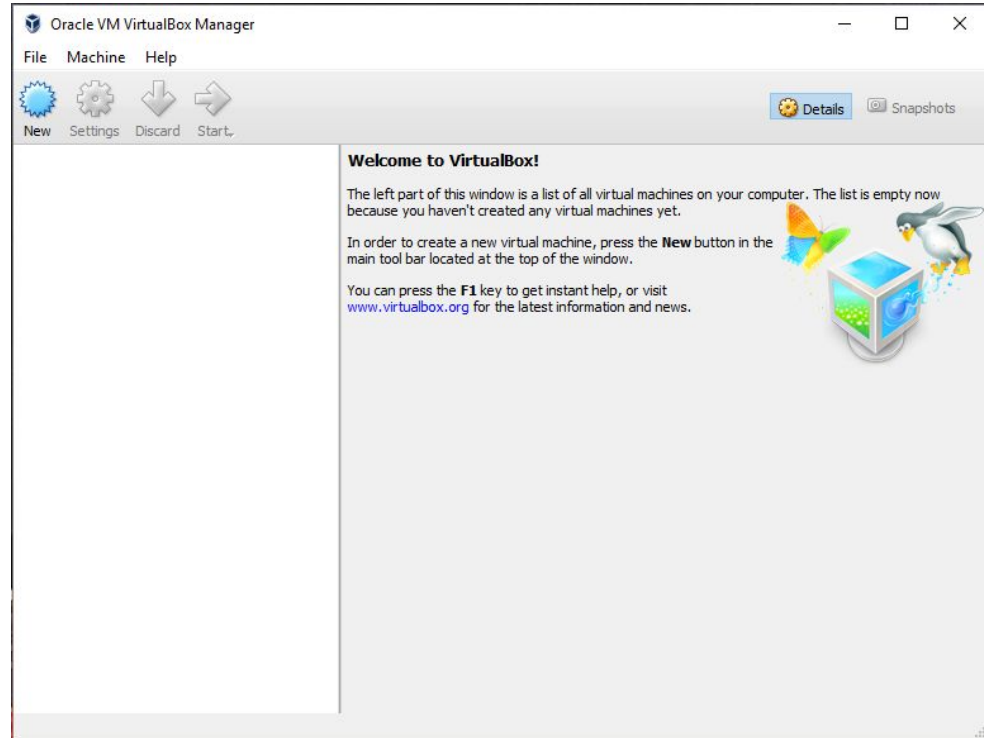 Oracle VM VirtualBox Manager
File Machine Help
New Settings Discard Start
Details Snapshots
Welcome to VirtualBox!
The left part of this window is a list of all virtual machines on your computer. The list is empty now
because you haven't created any virtual machines yet.
In order to create a new virtual machine, press the New button in the
main tool bar located at the top of the window.
You can press the F1 key to get instant help, or visit
www.virtualbox.org for the latest information and news.